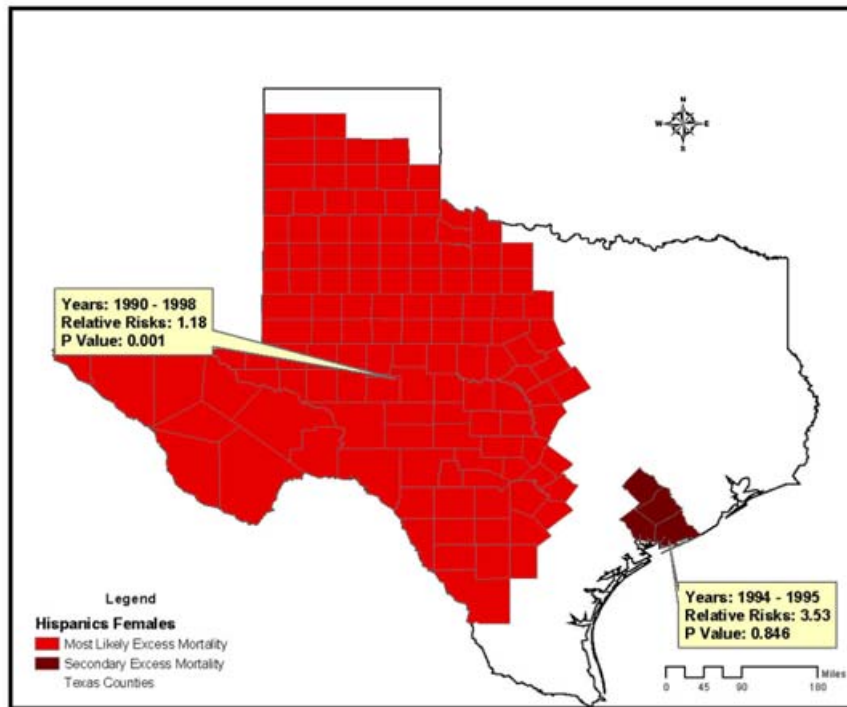 N
W E
S
Years: 1990 - 1998
Relative Risks: 1.18
P Value: 0.001
Legend
Hispanics Females
Most Likely Excess Mortality
Secondary Excess Mortality
Texas Counties
Years: 1994 - 1995
Relative Risks: 3.53
P Value: 0.846
Miles
0 45 90 180